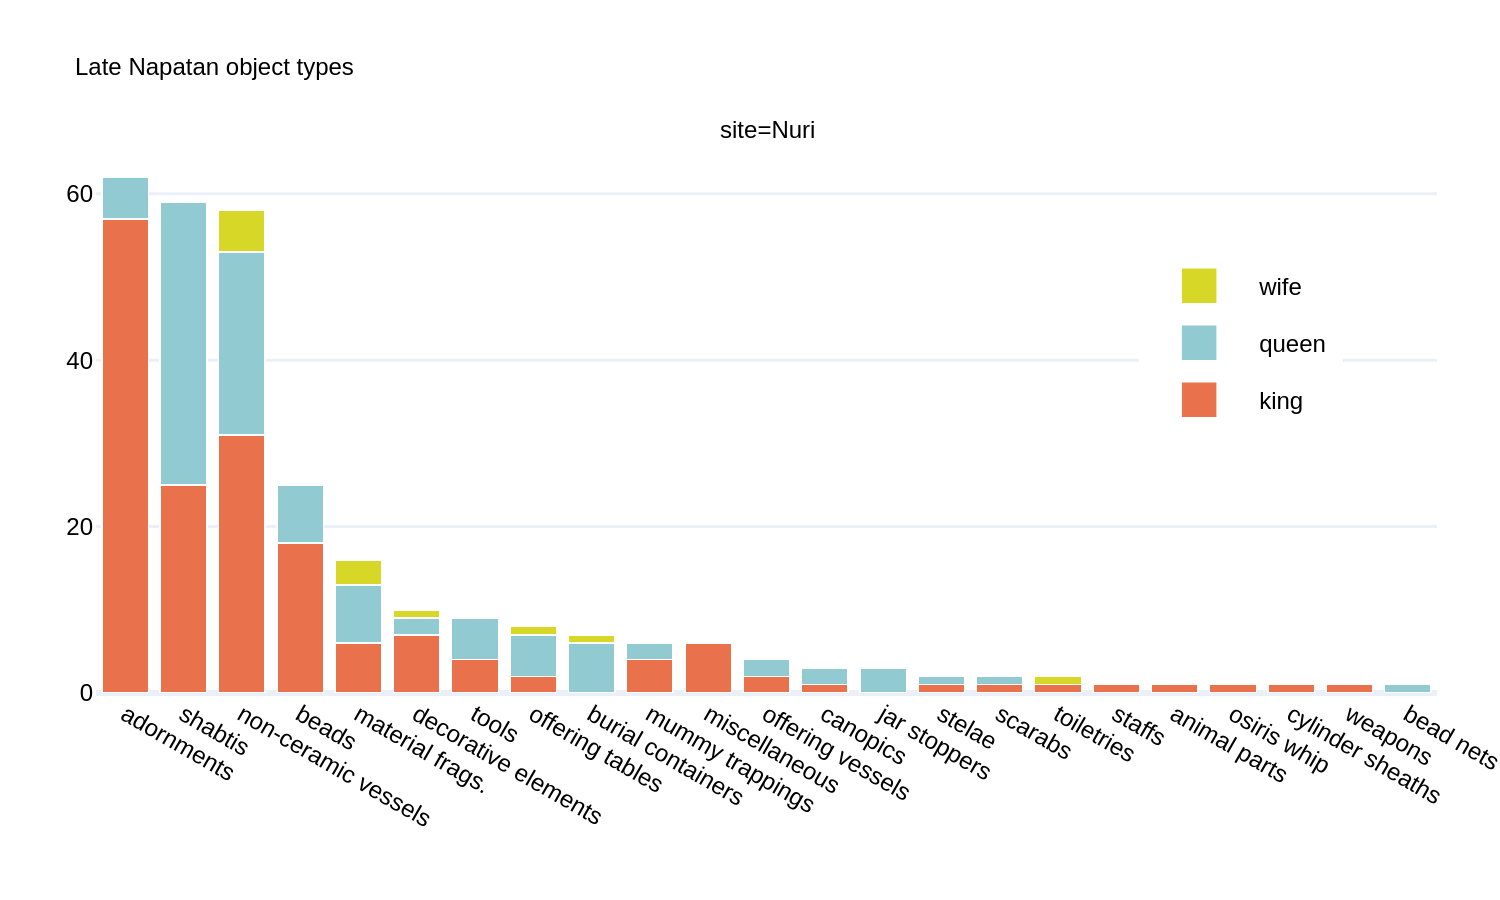 Late Napatan object types
site=Nuri
60
40
20
0
wife
queen
king
adornments
shabtis
non-ceramic vessels
beads
material frags.
decorative elements
tools
offering tables
burial containers
mummy trappings
miscellaneous
offering vessels
canopics
jar stoppers
stelae
scarabs
toiletries
staffs
animal parts
osiris whip
cylinder sheaths
weapons
bead nets